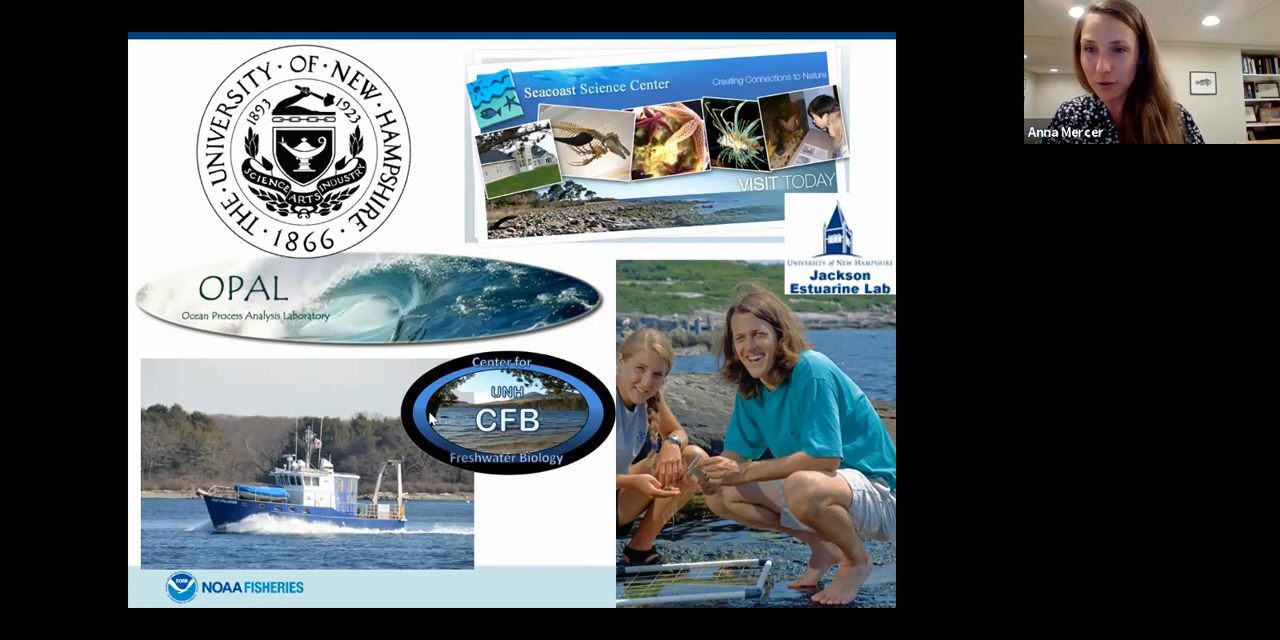 THE · UNIVERSITY · OF · NEW · HAMPSHIRE ·
1893 1923
SCIENCE ARTS INDUSTRY
· 1866 ·
Seacoast Science Center
Creating Connections to Nature
VISIT TODAY
UNIVERSITY of NEW HAMPSHIRE
Jackson
Estuarine Lab
OPAL
Ocean Process Analysis Laboratory
Center for
UNH
CFB
Freshwater Biology
NOAA FISHERIES
Anna Mercer